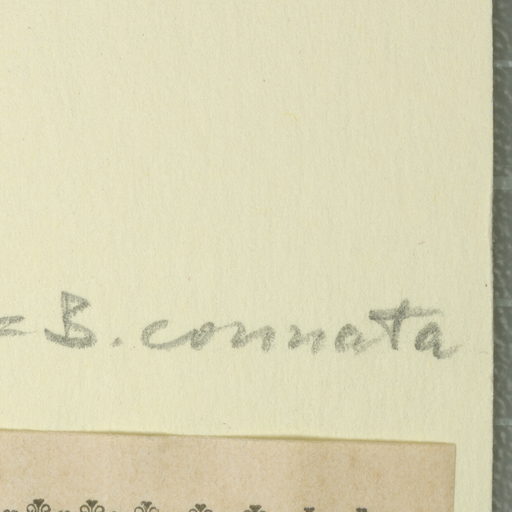 = B. connata